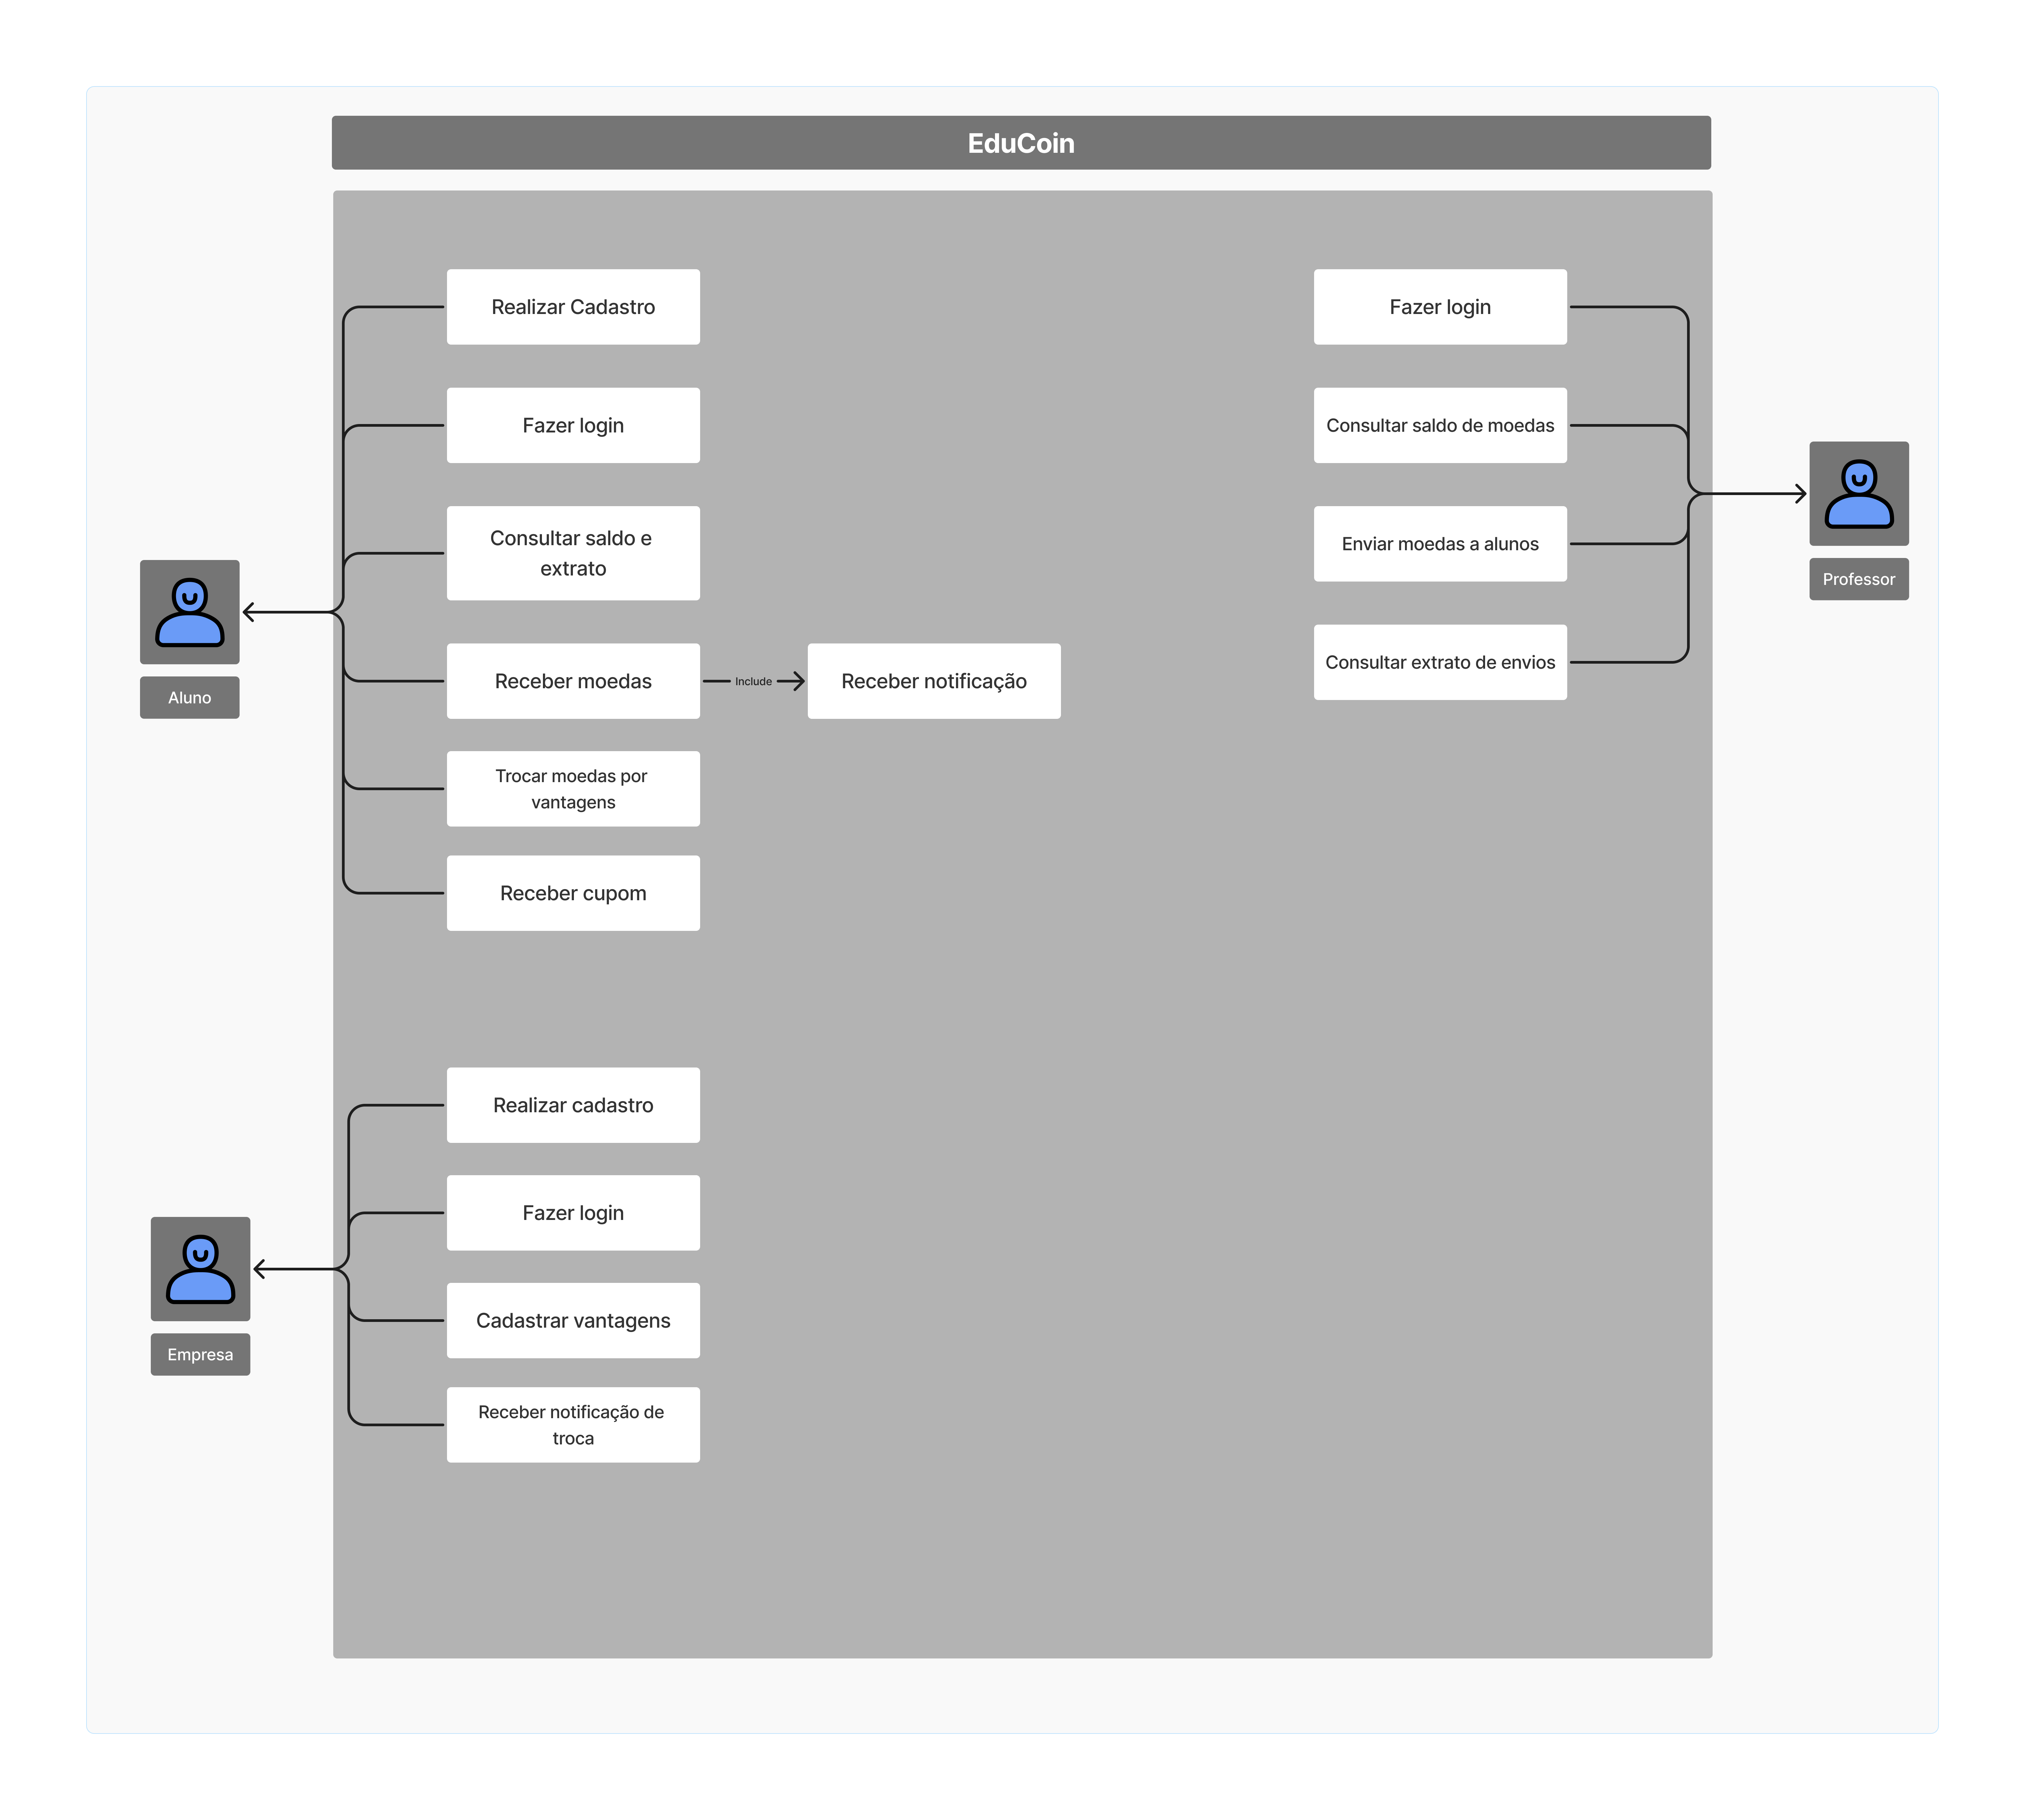 EduCoin
Realizar Cadastro
Fazer login
Consultar saldo e
extrato
Receber moedas
Include
Receber notificação
Trocar moedas por
vantagens
Receber cupom
Aluno
Fazer login
Consultar saldo de moedas
Enviar moedas a alunos
Consultar extrato de envios
Professor
Realizar cadastro
Fazer login
Cadastrar vantagens
Receber notificação de
troca
Empresa